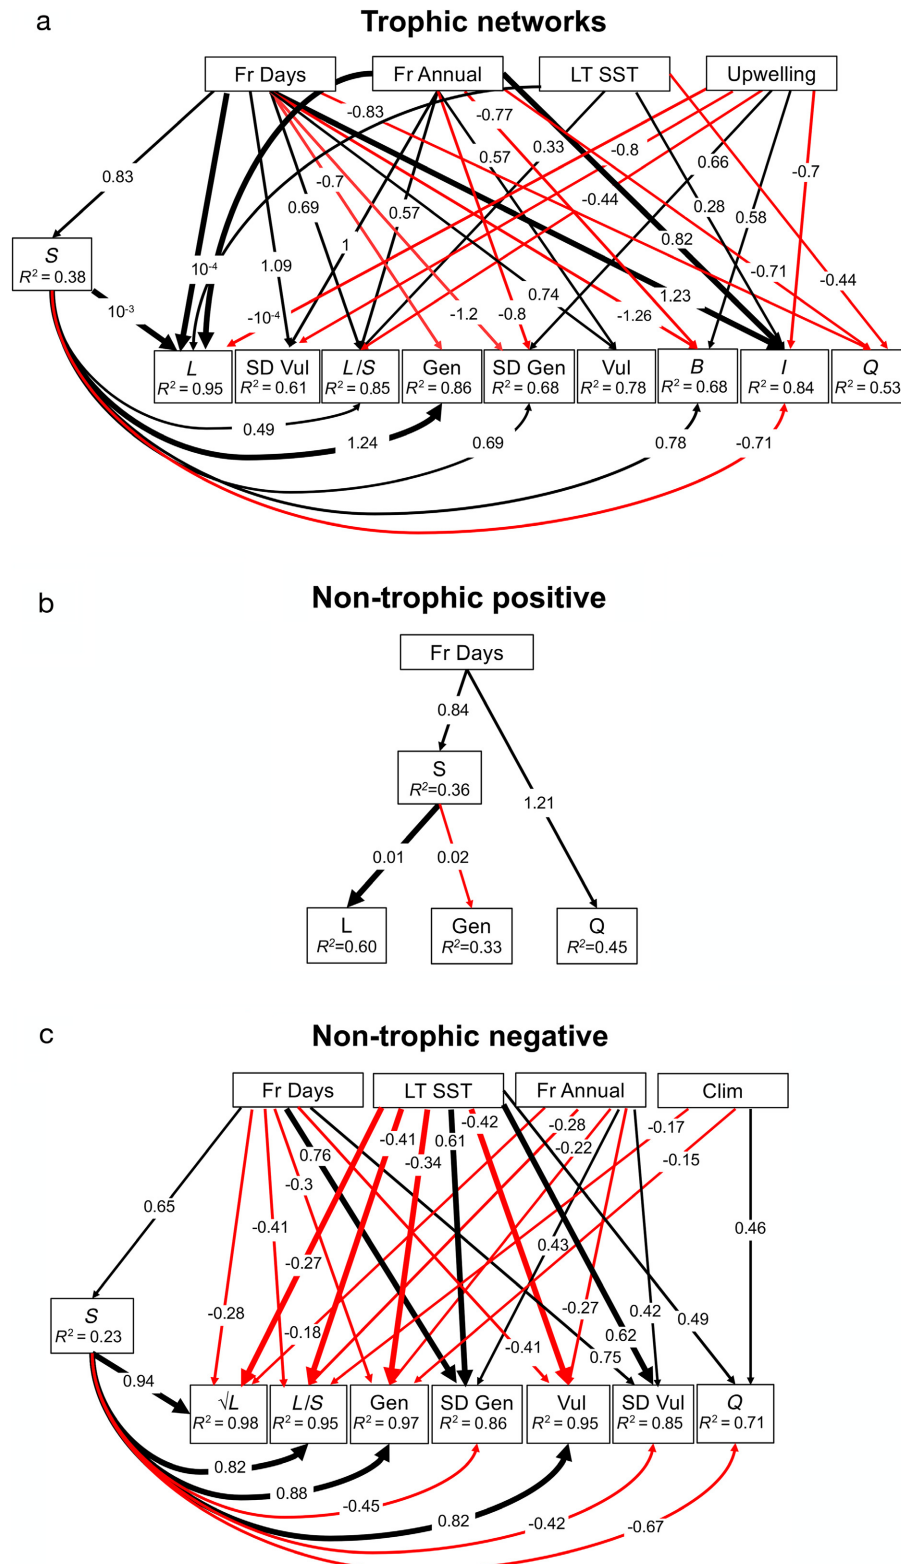 a
Trophic networks
Fr Days
Fr Annual
LT SST
Upwelling
-0.83
-0.77
0.33
-0.8
0.66
0.83
-0.7
0.57
-0.7
0.69
0.57
-0.44
0.28
0.58
S
R² = 0.38
10⁻⁴
1.09
1
0.82
-0.71
-0.44
10⁻³
-10⁻⁴
-1.2
-0.8
0.74
-1.26
1.23
L
R² = 0.95
SD Vul
R² = 0.61
L/S
R² = 0.85
Gen
R² = 0.86
SD Gen
R² = 0.68
Vul
R² = 0.78
B
R² = 0.68
I
R² = 0.84
Q
R² = 0.53
0.49
1.24
0.69
0.78
-0.71
b
Non-trophic positive
Fr Days
0.84
S
R²=0.36
1.21
0.01
0.02
L
R²=0.60
Gen
R²=0.33
Q
R²=0.45
c
Non-trophic negative
Fr Days
LT SST
Fr Annual
Clim
0.76
-0.41
0.61
-0.42
-0.28
-0.17
-0.3
-0.34
-0.22
-0.15
0.65
-0.41
-0.27
0.43
0.46
S
R² = 0.23
-0.28
-0.18
-0.41
-0.27
0.75
0.62
0.42
0.49
0.94
√L
R² = 0.98
L/S
R² = 0.95
Gen
R² = 0.97
SD Gen
R² = 0.86
Vul
R² = 0.95
SD Vul
R² = 0.85
Q
R² = 0.71
0.82
0.88
-0.45
0.82
-0.42
-0.67